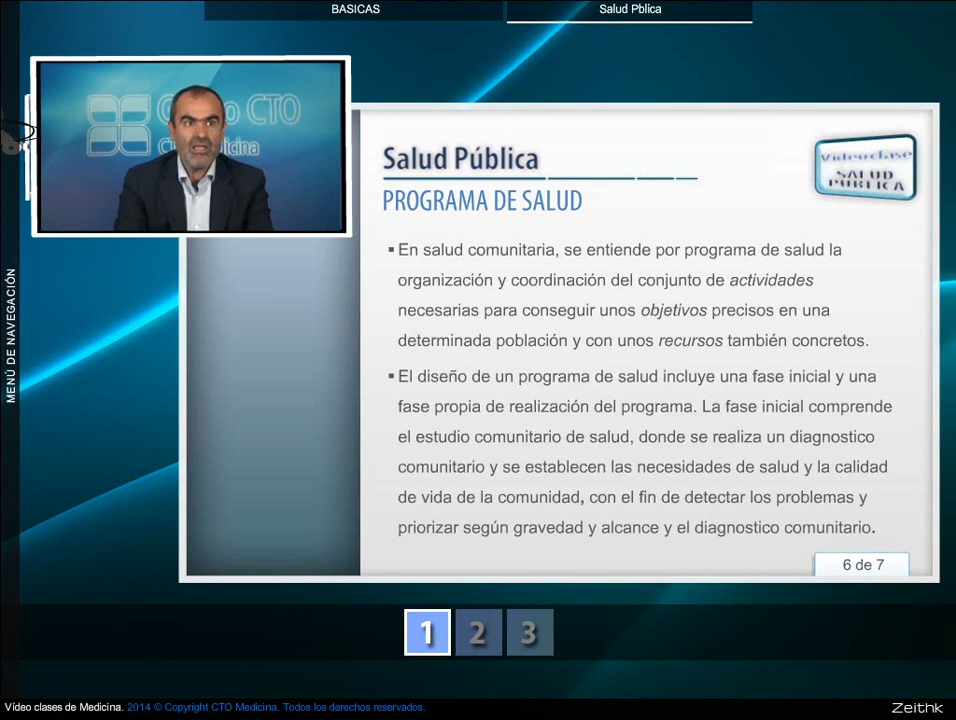 BASICAS
Salud Pblica
CTO
Medicina
Salud Pública
Videoclase
SALUD
PÚBLICA
PROGRAMA DE SALUD
▪ En salud comunitaria, se entiende por programa de salud la
organización y coordinación del conjunto de actividades
necesarias para conseguir unos objetivos precisos en una
determinada población y con unos recursos también concretos.
▪ El diseño de un programa de salud incluye una fase inicial y una
fase propia de realización del programa. La fase inicial comprende
el estudio comunitario de salud, donde se realiza un diagnostico
comunitario y se establecen las necesidades de salud y la calidad
de vida de la comunidad, con el fin de detectar los problemas y
priorizar según gravedad y alcance y el diagnostico comunitario.
6 de 7
MENÚ DE NAVEGACIÓN
1 2 3
Vídeo clases de Medicina. 2014 © Copyright CTO Medicina. Todos los derechos reservados.
Zeithk